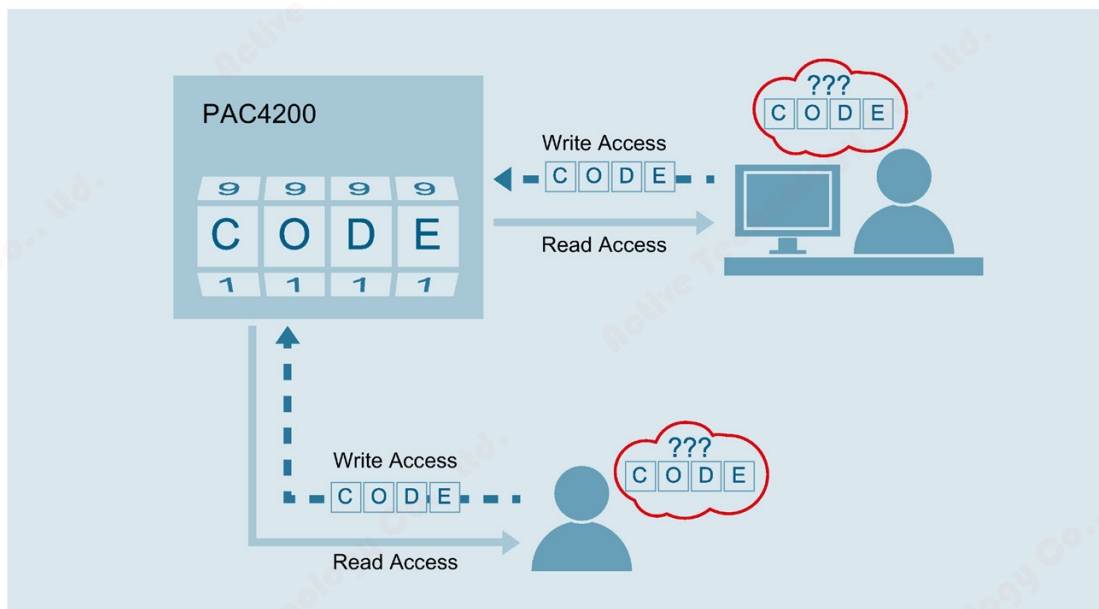 PAC4200
9 9 9 9
C O D E
1 1 1 1
Write Access
C O D E
Read Access
???
C O D E
Write Access
C O D E
Read Access
???
C O D E